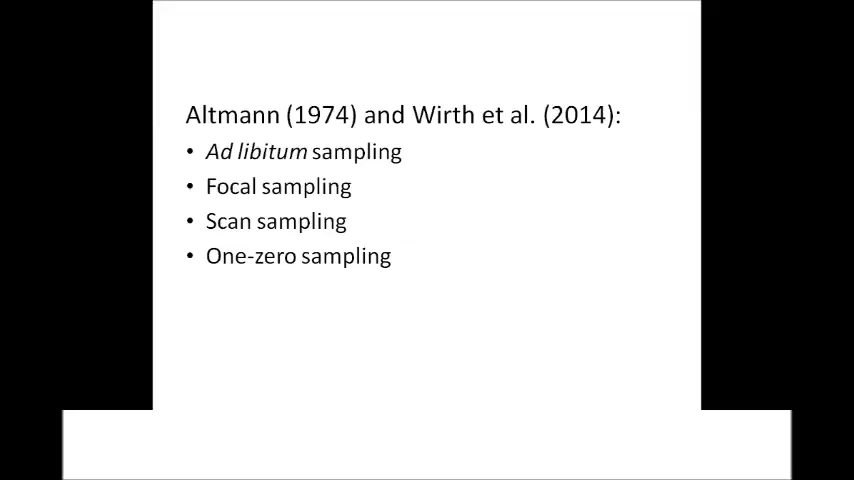 Altmann (1974) and Wirth et al. (2014):
• Ad libitum sampling
• Focal sampling
• Scan sampling
• One-zero sampling